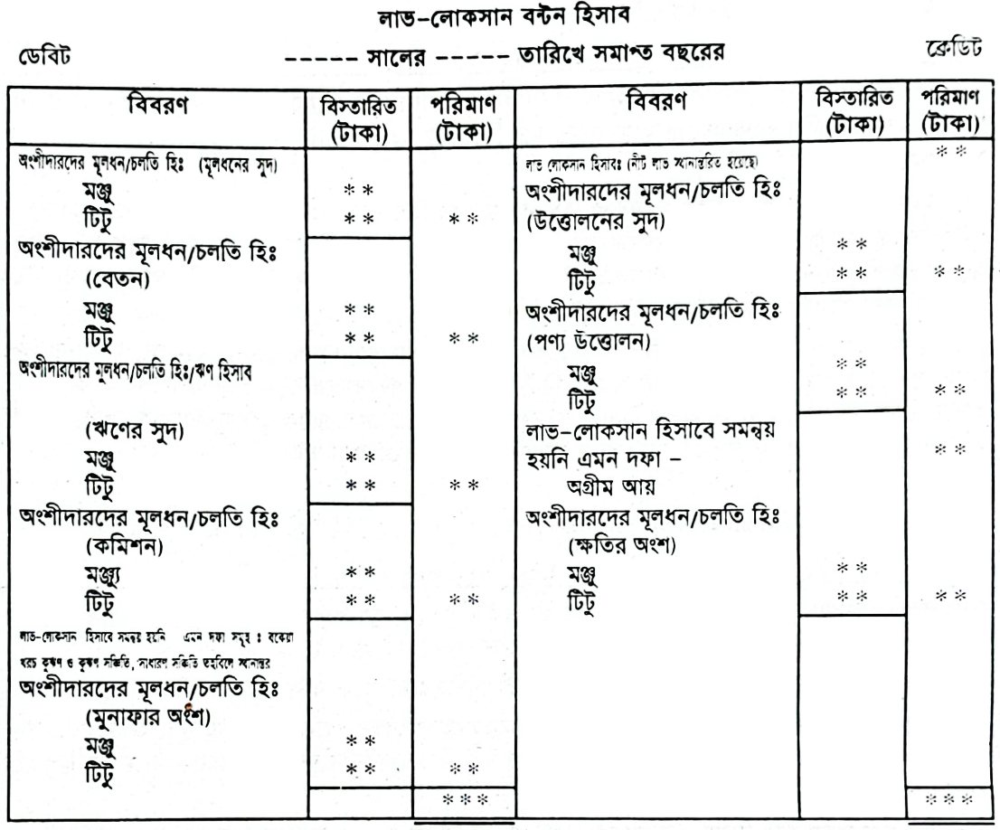 লাভ-লোকসান বন্টন হিসাব
ডেবিট ----- সালের ----- তারিখে সমাপ্ত বছরের ক্রেডিট
বিবরণ বিস্তারিত (টাকা) পরিমাণ (টাকা) বিবরণ বিস্তারিত (টাকা) পরিমাণ (টাকা)
অংশীদারদের মূলধন/চলতি হিঃ (মূলধনের সুদ)
মঞ্জু * *
টিটু * * * *
অংশীদারদের মূলধন/চলতি হিঃ
(বেতন)
মঞ্জু * *
টিটু * * * *
অংশীদারদের মূলধন/চলতি হিঃ/ঋণ হিসাব
(ঋণের সুদ)
মঞ্জু * *
টিটু * * * *
অংশীদারদের মূলধন/চলতি হিঃ
(কমিশন)
মঞ্জু্য * *
টিটু * * * *
লাভ-লোকসান হিসাবে সমন্বয় হয়নি এমন দফা সমূহ ঃ বকেয়া
খরচ কুঋণ ও কুঋণ সঞ্চিতি, সাধারণ সঞ্চিতি তহবিলে স্থানান্তর
অংশীদারদের মূলধন/চলতি হিঃ
(মুনাফার অংশ)
মঞ্জু * *
টিটু * * * *
* * *
লাভ লোকসান হিসাবঃ (নীট লাভ স্থানান্তরিত হয়েছে) * *
অংশীদারদের মূলধন/চলতি হিঃ
(উত্তোলনের সুদ)
মঞ্জু * *
টিটু * * * *
অংশীদারদের মূলধন/চলতি হিঃ
(পণ্য উত্তোলন)
মঞ্জু * *
টিটু * * * *
লাভ-লোকসান হিসাবে সমন্বয়
হয়নি এমন দফা - * *
অগ্রীম আয়
অংশীদারদের মূলধন/চলতি হিঃ
(ক্ষতির অংশ)
মঞ্জু * *
টিটু * * * *
* * *